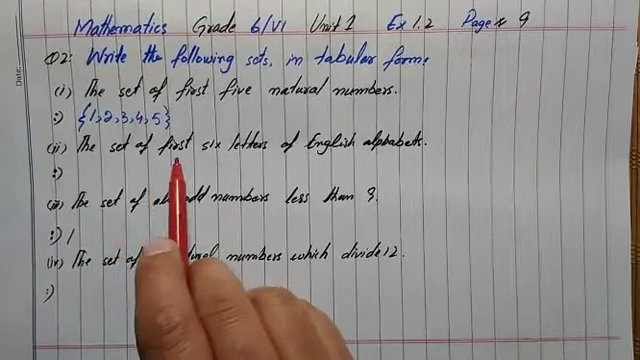 Mathematics Grade 6/VI Unit 1 Ex 1.2 Page # 9
Date:
Q2: Write the following sets, in tabular form:
(i) The set of first five natural numbers.
:) {1,2,3,4,5}
(ii) The set of first six letters of English alphabets.
:)
(iii) The set of odd numbers less than 9.
:)
(iv) The set of numbers which divide 12.
:)